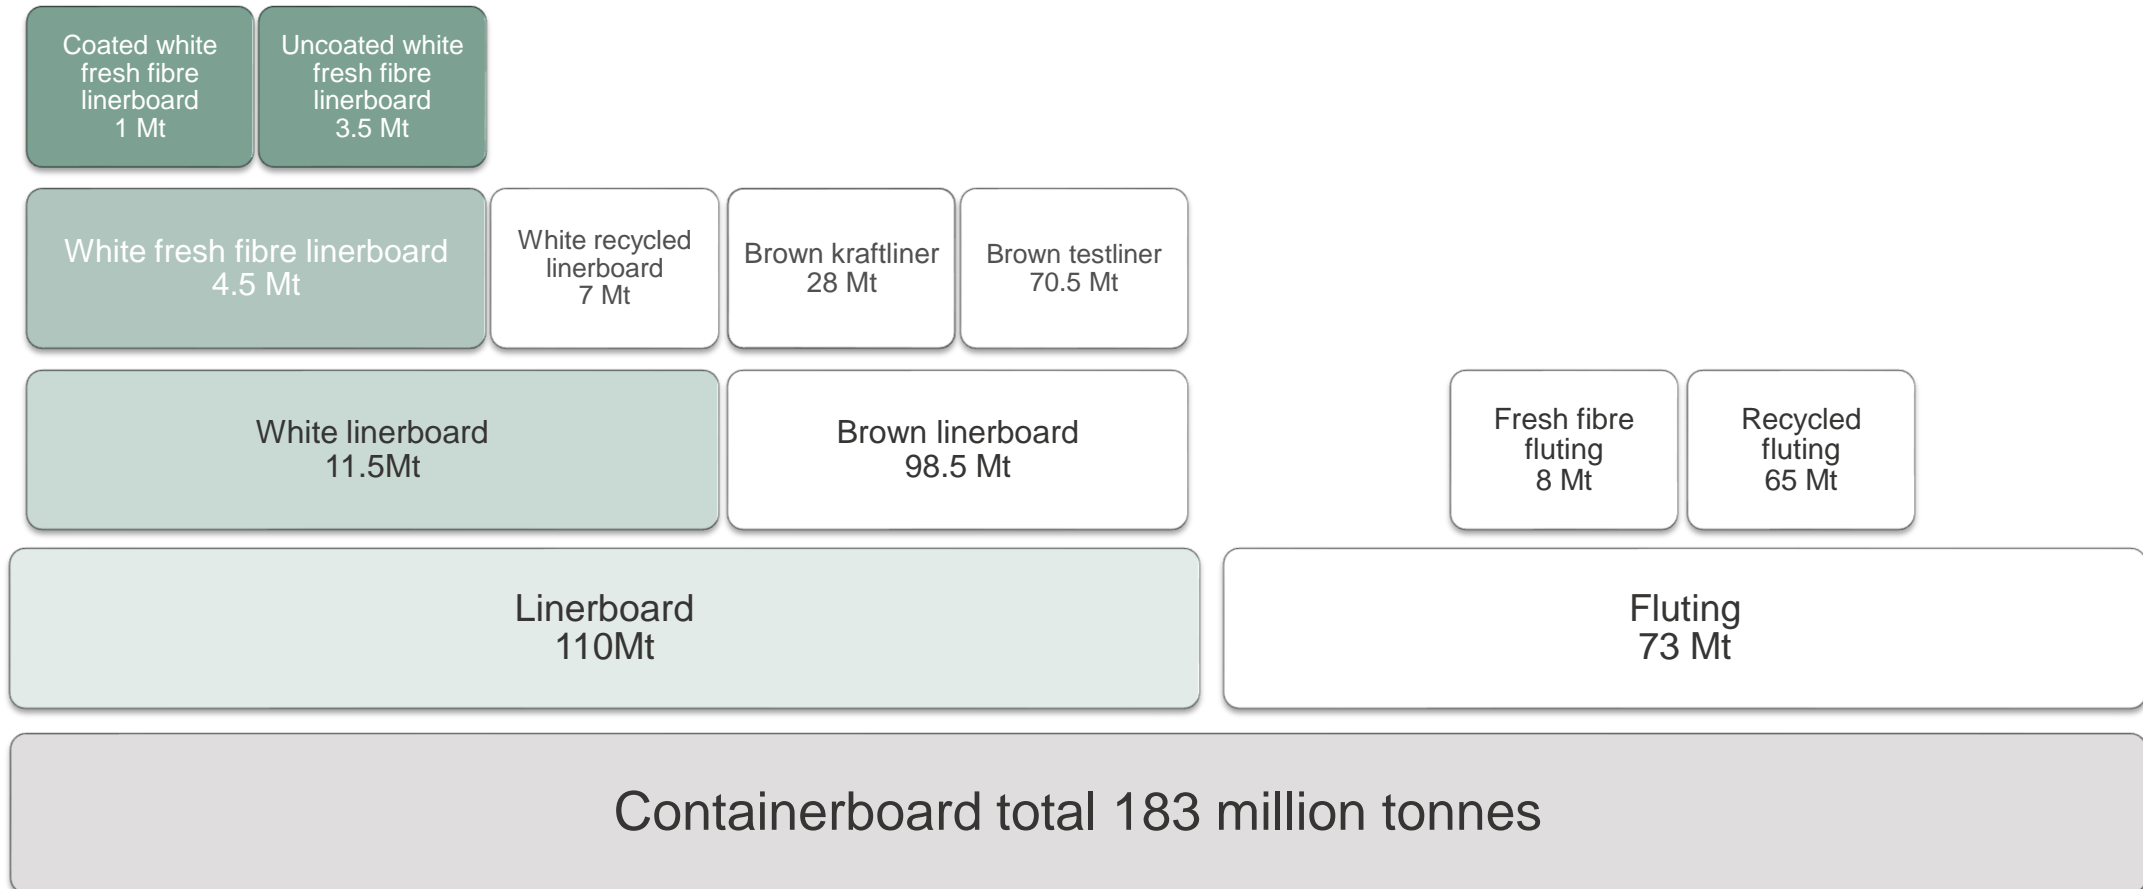 Coated white
fresh fibre
linerboard
1 Mt
Uncoated white
fresh fibre
linerboard
3.5 Mt
White fresh fibre linerboard
4.5 Mt
White recycled
linerboard
7 Mt
Brown kraftliner
28 Mt
Brown testliner
70.5 Mt
White linerboard
11.5Mt
Brown linerboard
98.5 Mt
Fresh fibre
fluting
8 Mt
Recycled
fluting
65 Mt
Linerboard
110Mt
Fluting
73 Mt
Containerboard total 183 million tonnes